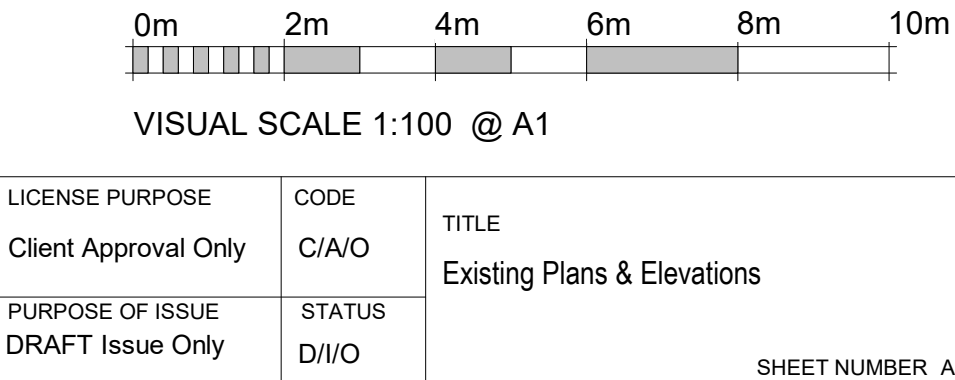 0m 2m 4m 6m 8m 10m
VISUAL SCALE 1:100 @ A1
LICENSE PURPOSE CODE
Client Approval Only C/A/O
TITLE
Existing Plans & Elevations
PURPOSE OF ISSUE STATUS
DRAFT Issue Only D/I/O
SHEET NUMBER A